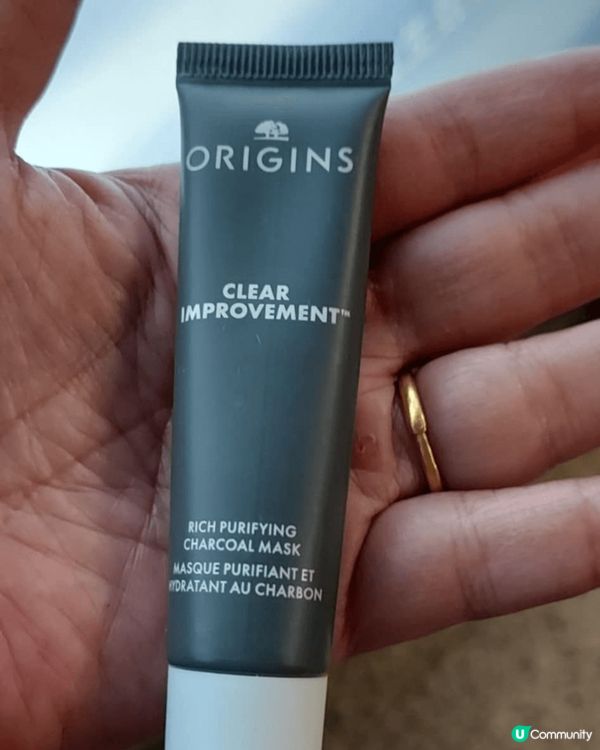 ORIGINS
CLEAR
IMPROVEMENT™
RICH PURIFYING
CHARCOAL MASK
MASQUE PURIFIANT ET
HYDRATANT AU CHARBON
U Community